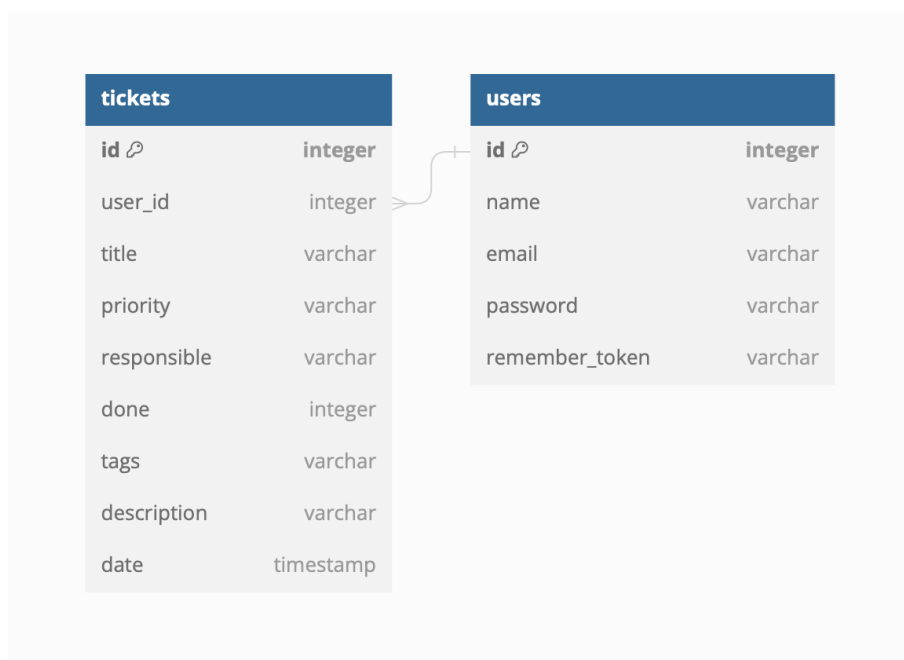 tickets
id integer
user_id integer
title varchar
priority varchar
responsible varchar
done integer
tags varchar
description varchar
date timestamp
users
id integer
name varchar
email varchar
password varchar
remember_token varchar